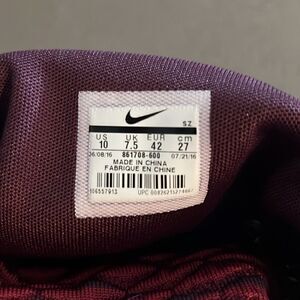 SZ
US UK EUR cm
10 7.5 42 27
06/08/16 861708-600 07/21/16
MADE IN CHINA
FABRIQUE EN CHINE
UPC